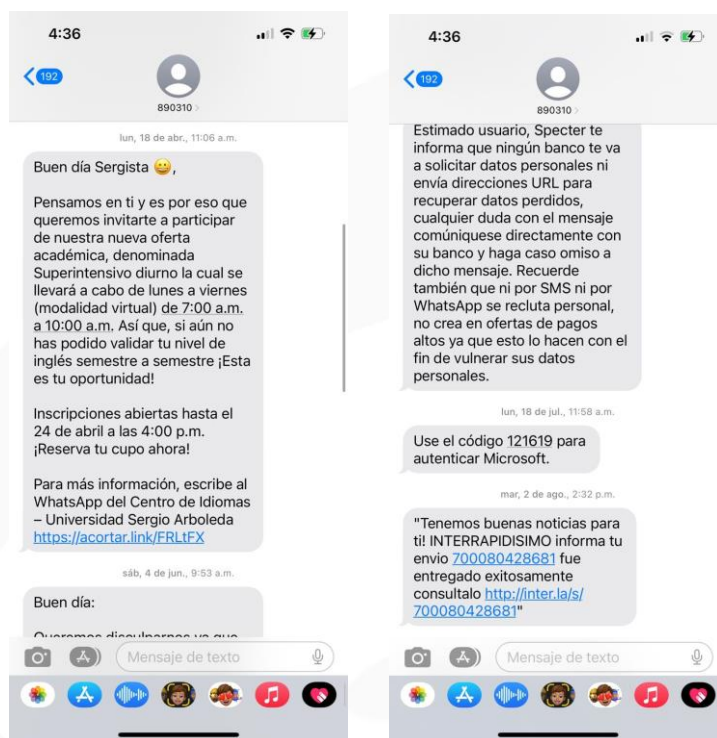 4:36
192
890310
lun, 18 de abr., 11:06 a.m.
Buen día Sergista 😀,
Pensamos en ti y es por eso que
queremos invitarte a participar
de nuestra nueva oferta
académica, denominada
Superintensivo diurno la cual se
llevará a cabo de lunes a viernes
(modalidad virtual) de 7:00 a.m.
a 10:00 a.m. Así que, si aún no
has podido validar tu nivel de
inglés semestre a semestre ¡Esta
es tu oportunidad!
Inscripciones abiertas hasta el
24 de abril a las 4:00 p.m.
¡Reserva tu cupo ahora!
Para más información, escribe al
WhatsApp del Centro de Idiomas
– Universidad Sergio Arboleda
https://acortar.link/FRLtFX
sáb, 4 de jun., 9:53 a.m.
Buen día:
Queremos disculparnos ya que
Mensaje de texto
4:36
192
890310
Estimado usuario, Specter te
informa que ningún banco te va
a solicitar datos personales ni
envía direcciones URL para
recuperar datos perdidos,
cualquier duda con el mensaje
comúniquese directamente con
su banco y haga caso omiso a
dicho mensaje. Recuerde
también que ni por SMS ni por
WhatsApp se recluta personal,
no crea en ofertas de pagos
altos ya que esto lo hacen con el
fin de vulnerar sus datos
personales.
lun, 18 de jul., 11:58 a.m.
Use el código 121619 para
autenticar Microsoft.
mar, 2 de ago., 2:32 p.m.
"Tenemos buenas noticias para
ti! INTERRAPIDISIMO informa tu
envio 700080428681 fue
entregado exitosamente
consultalo http://inter.la/s/
700080428681"
Mensaje de texto